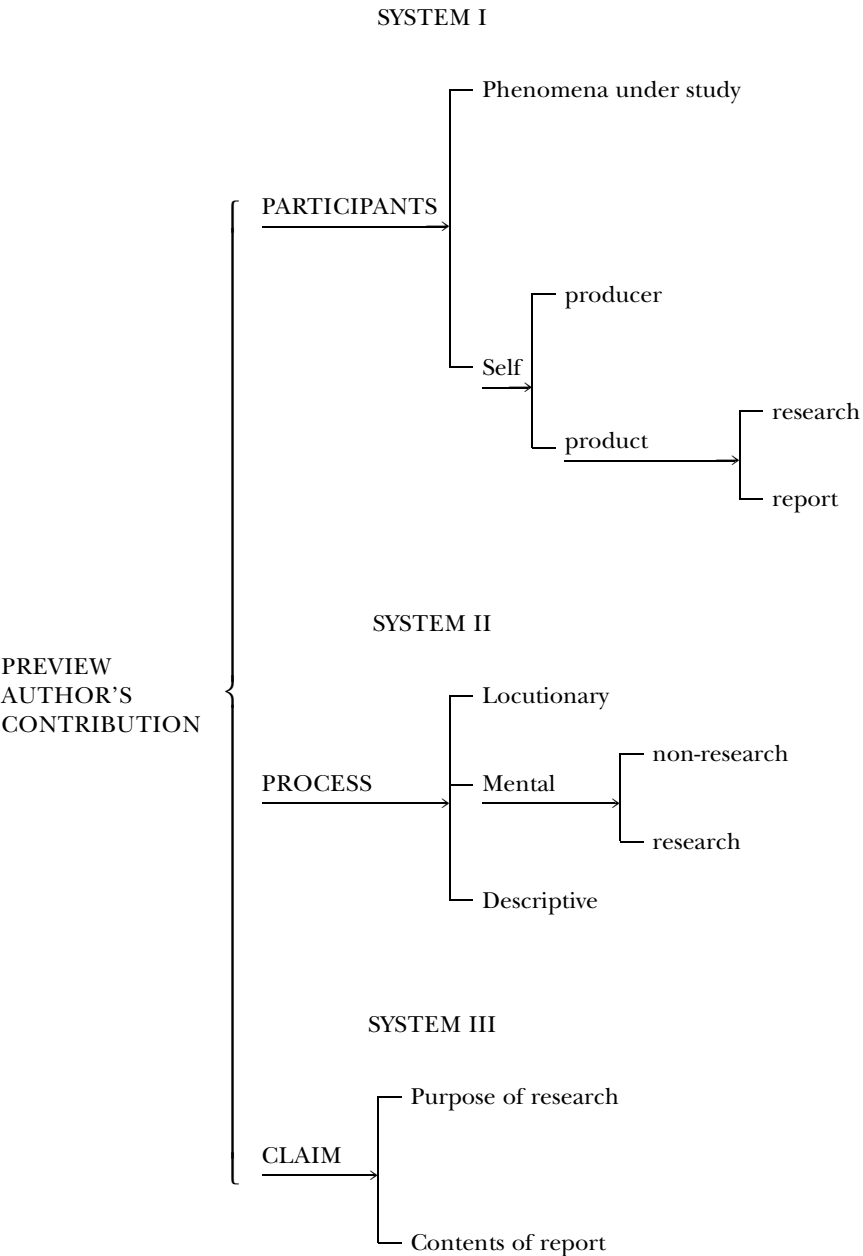 SYSTEM I
Phenomena under study
PARTICIPANTS
producer
Self
research
product
report
SYSTEM II
PREVIEW
AUTHOR'S
CONTRIBUTION
Locutionary
non-research
PROCESS
Mental
research
Descriptive
SYSTEM III
Purpose of research
CLAIM
Contents of report